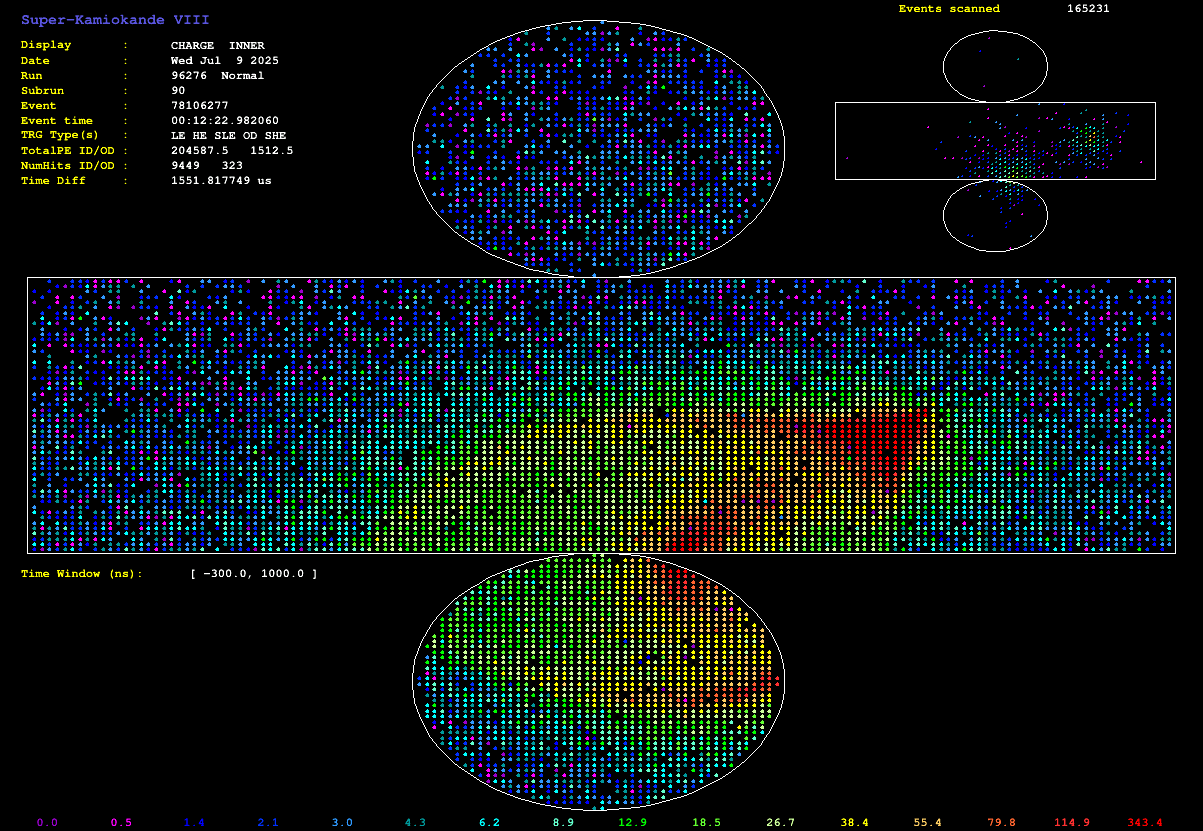 Super-Kamiokande VIII
Events scanned 165231
Display : CHARGE INNER
Date : Wed Jul 9 2025
Run : 96276 Normal
Subrun : 90
Event : 78106277
Event time : 00:12:22.982060
TRG Type(s) : LE HE SLE OD SHE
TotalPE ID/OD : 204587.5 1512.5
NumHits ID/OD : 9449 323
Time Diff : 1551.817749 us
Time Window (ns): [ -300.0, 1000.0 ]
0.0 0.5 1.4 2.1 3.0 4.3 6.2 8.9 12.9 18.5 26.7 38.4 55.4 79.8 114.9 343.4